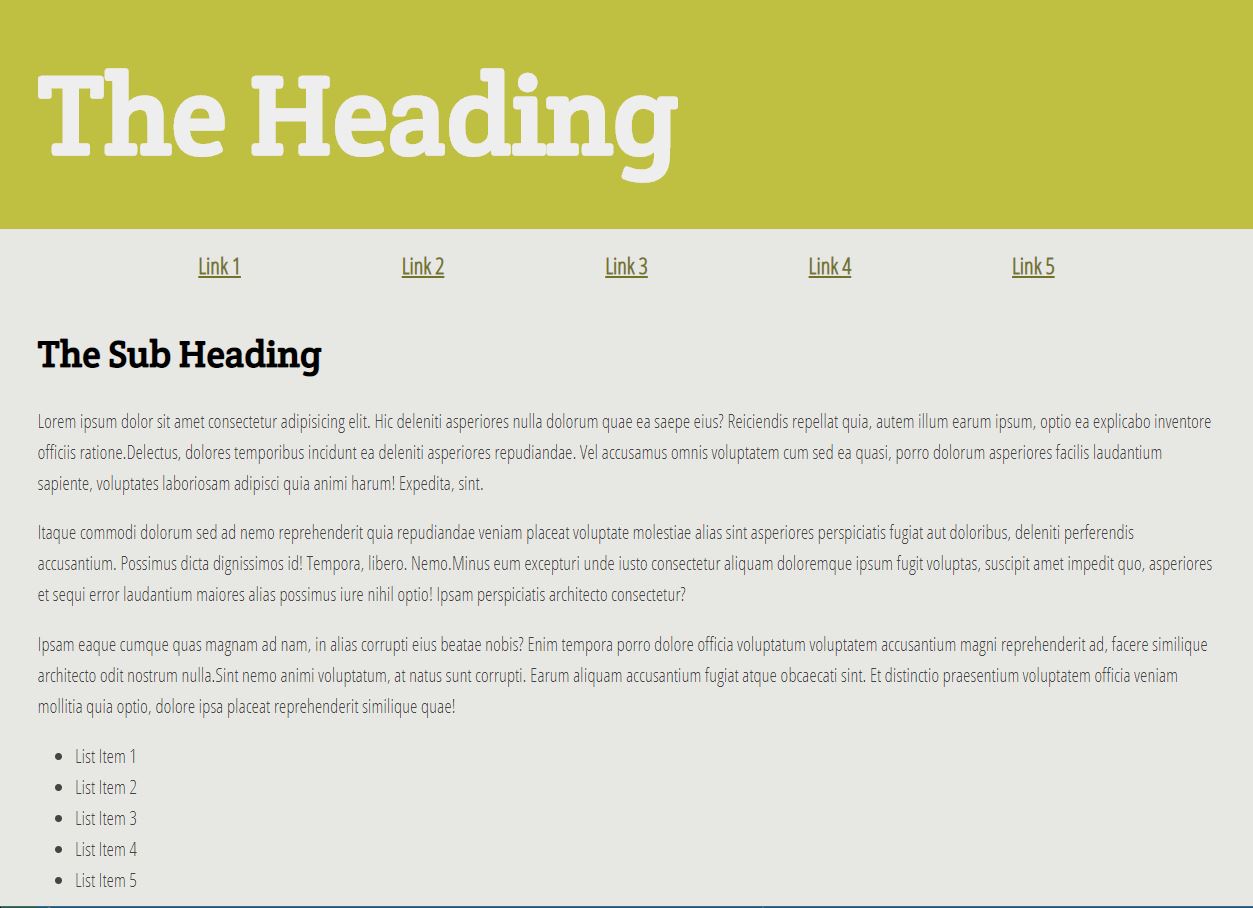 The Heading
Link 1 Link 2 Link 3 Link 4 Link 5
The Sub Heading
Lorem ipsum dolor sit amet consectetur adipisicing elit. Hic deleniti asperiores nulla dolorum quae ea saepe eius? Reiciendis repellat quia, autem illum earum ipsum, optio ea explicabo inventore
officiis ratione.Delectus, dolores temporibus incidunt ea deleniti asperiores repudiandae. Vel accusamus omnis voluptatem cum sed ea quasi, porro dolorum asperiores facilis laudantium
sapiente, voluptates laboriosam adipisci quia animi harum! Expedita, sint.
Itaque commodi dolorum sed ad nemo reprehenderit quia repudiandae veniam placeat voluptate molestiae alias sint asperiores perspiciatis fugiat aut doloribus, deleniti perferendis
accusantium. Possimus dicta dignissimos id! Tempora, libero. Nemo.Minus eum excepturi unde iusto consectetur aliquam doloremque ipsum fugit voluptas, suscipit amet impedit quo, asperiores
et sequi error laudantium maiores alias possimus iure nihil optio! Ipsam perspiciatis architecto consectetur?
Ipsam eaque cumque quas magnam ad nam, in alias corrupti eius beatae nobis? Enim tempora porro dolore officia voluptatum voluptatem accusantium magni reprehenderit ad, facere similique
architecto odit nostrum nulla.Sint nemo animi voluptatum, at natus sunt corrupti. Earum aliquam accusantium fugiat atque obcaecati sint. Et distinctio praesentium voluptatem officia veniam
mollitia quia optio, dolore ipsa placeat reprehenderit similique quae!
• List Item 1
• List Item 2
• List Item 3
• List Item 4
• List Item 5